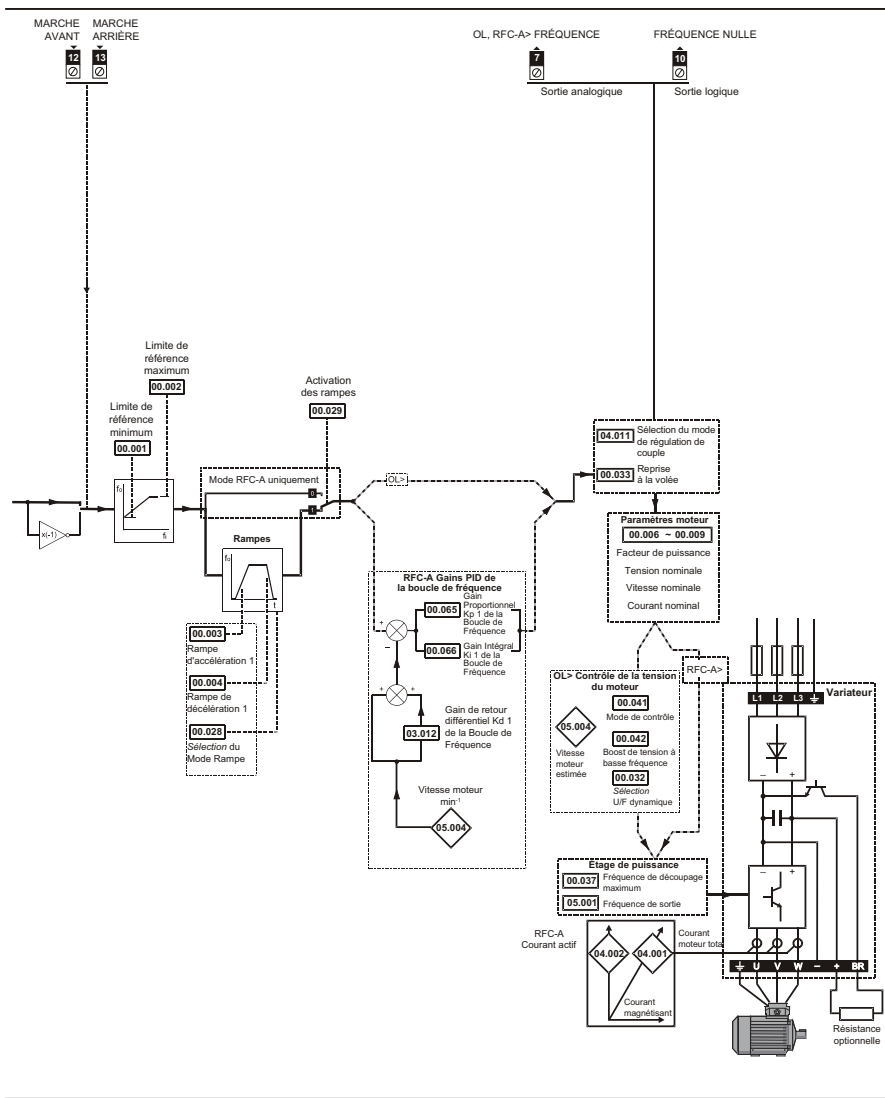 MARCHE
AVANT
MARCHE
ARRIÈRE
12
13
OL, RFC-A> FRÉQUENCE
FRÉQUENCE NULLE
7
10
Sortie analogique
Sortie logique
Limite de
référence
maximum
00.002
Limite de
référence
minimum
00.001
Activation
des rampes
00.029
Mode RFC-A uniquement
0
1
OL>
x(-1)
Rampes
t
00.003
Rampe
d'accélération 1
00.004
Rampe de
décélération 1
00.028
Sélection du
Mode Rampe
RFC-A Gains PID de
la boucle de fréquence
00.065
Gain
Proportionnel
Kp 1 de la
Boucle de
Fréquence
00.066
Gain Intégral
Ki 1 de la
Boucle de
Fréquence
+
–
+
+
03.012
Gain de retour
différentiel Kd 1
de la Boucle de
Fréquence
Vitesse moteur
min-1
05.004
04.011
Sélection du mode
de régulation de
couple
00.033
Reprise
à la volée
Paramètres moteur
00.006 ~ 00.009
Facteur de puissance
Tension nominale
Vitesse nominale
Courant nominal
RFC-A>
OL> Contrôle de la tension
du moteur
00.041
Mode de contrôle
05.004
Vitesse
moteur
estimée
00.042
Boost de tension à
basse fréquence
00.032
Sélection
U/F dynamique
Etage de puissance
00.037
Fréquence de découpage
maximum
05.001
Fréquence de sortie
RFC-A
Courant actif
04.002
04.001
Courant
moteur total
Courant
magnétisant
L1 L2 L3
Variateur
– +
– +
U V W – + BR
Résistance
optionnelle